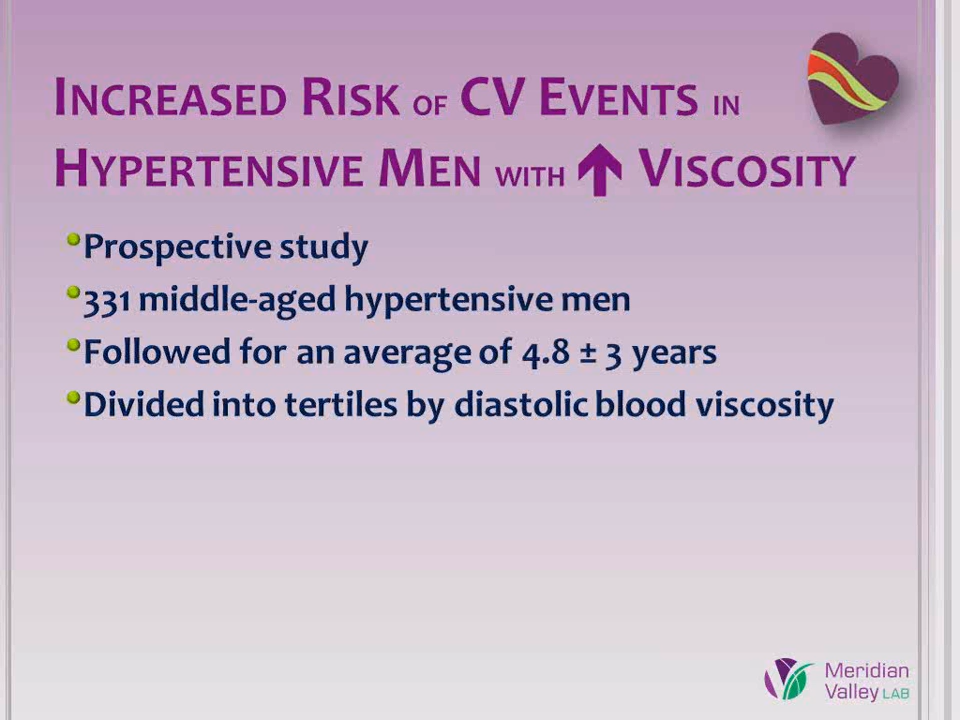 INCREASED RISK OF CV EVENTS IN
HYPERTENSIVE MEN WITH ↑ VISCOSITY
Prospective study
331 middle-aged hypertensive men
Followed for an average of 4.8 ± 3 years
Divided into tertiles by diastolic blood viscosity
Meridian
Valley LAB